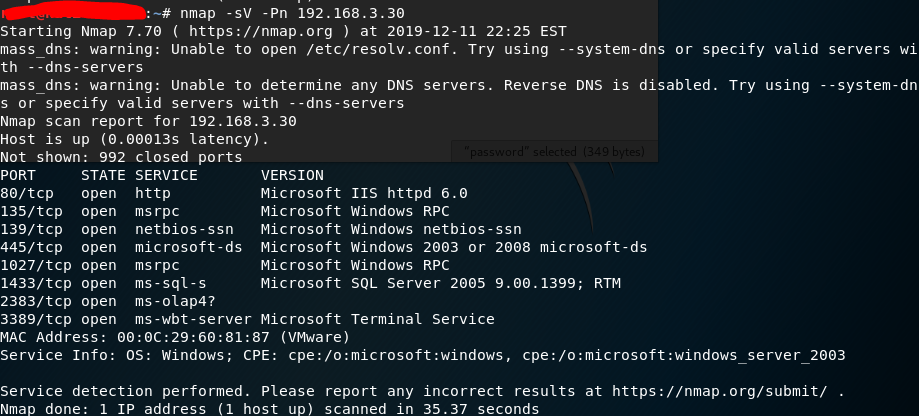 :~# nmap -sV -Pn 192.168.3.30
Starting Nmap 7.70 ( https://nmap.org ) at 2019-12-11 22:25 EST
mass_dns: warning: Unable to open /etc/resolv.conf. Try using --system-dns or specify valid servers wi
th --dns-servers
mass_dns: warning: Unable to determine any DNS servers. Reverse DNS is disabled. Try using --system-dn
s or specify valid servers with --dns-servers
Nmap scan report for 192.168.3.30
Host is up (0.00013s latency).
"password" selected (349 bytes)
Not shown: 992 closed ports
PORT     STATE SERVICE       VERSION
80/tcp   open  http          Microsoft IIS httpd 6.0
135/tcp  open  msrpc         Microsoft Windows RPC
139/tcp  open  netbios-ssn   Microsoft Windows netbios-ssn
445/tcp  open  microsoft-ds  Microsoft Windows 2003 or 2008 microsoft-ds
1027/tcp open  msrpc         Microsoft Windows RPC
1433/tcp open  ms-sql-s      Microsoft SQL Server 2005 9.00.1399; RTM
2383/tcp open  ms-olap4?
3389/tcp open  ms-wbt-server Microsoft Terminal Service
MAC Address: 00:0C:29:60:81:87 (VMware)
Service Info: OS: Windows; CPE: cpe:/o:microsoft:windows, cpe:/o:microsoft:windows_server_2003
Service detection performed. Please report any incorrect results at https://nmap.org/submit/ .
Nmap done: 1 IP address (1 host up) scanned in 35.37 seconds